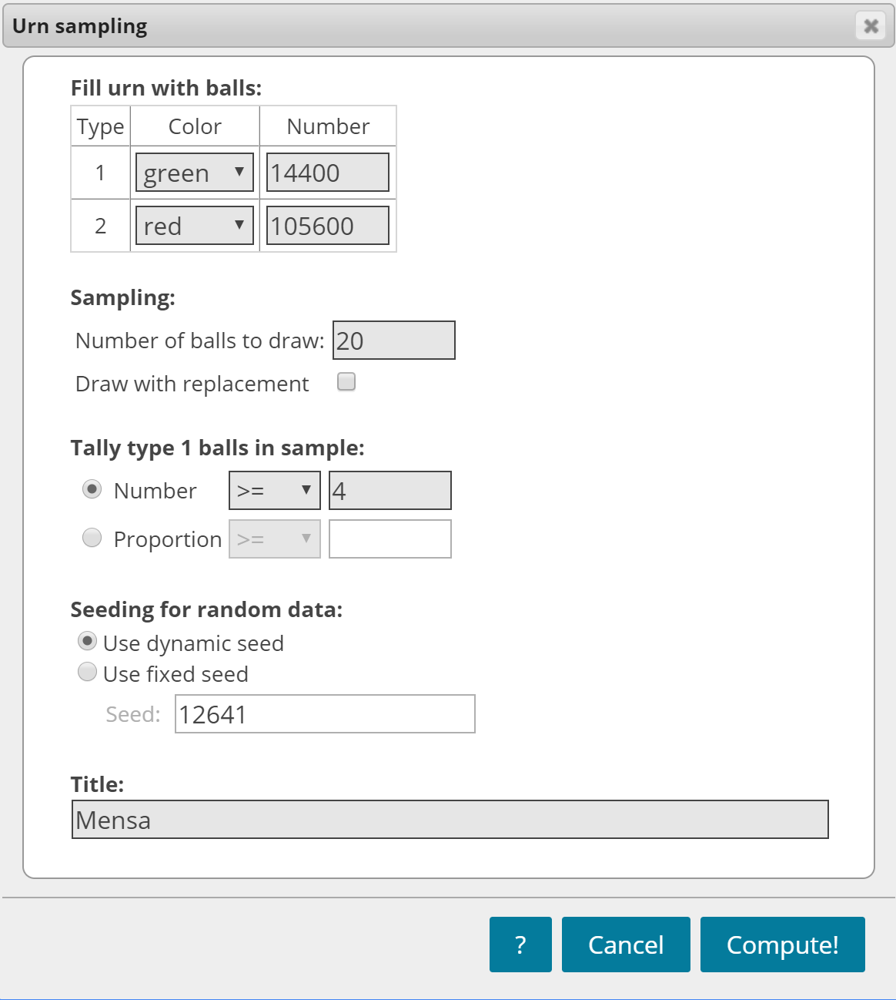 Urn sampling
Fill urn with balls:
Type Color Number
1 green 14400
2 red 105600
Sampling:
Number of balls to draw: 20
Draw with replacement
Tally type 1 balls in sample:
Number >= 4
Proportion >=
Seeding for random data:
Use dynamic seed
Use fixed seed
Seed: 12641
Title:
Mensa
? Cancel Compute!